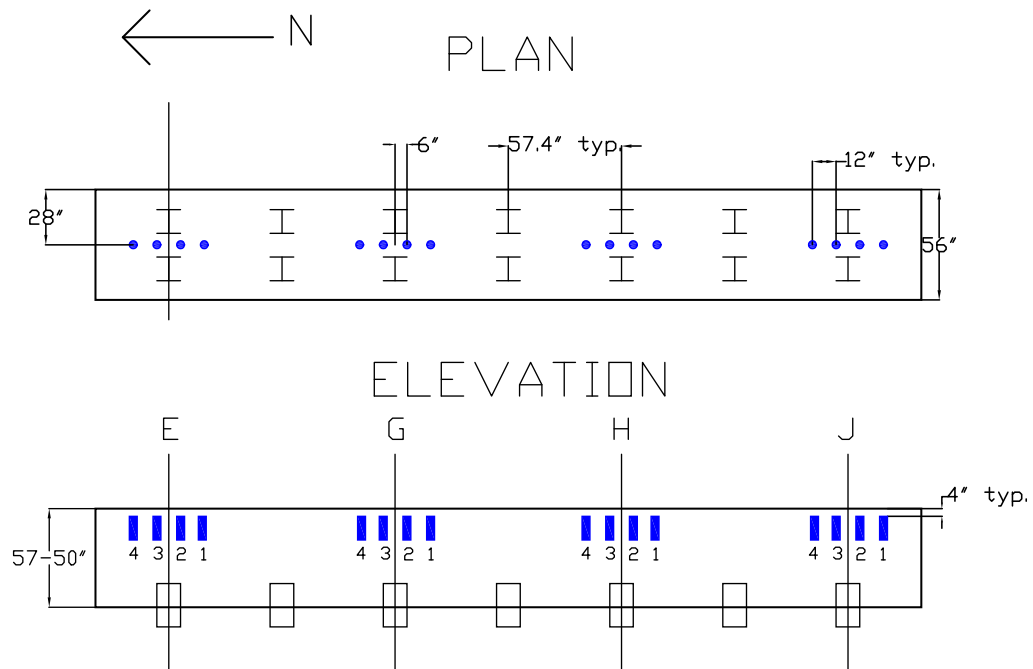 N
PLAN
6″ 57.4″ typ. 12″ typ.
28″ 56″
ELEVATION
E G H J
4″ typ.
57-50″
4 3 2 1 4 3 2 1 4 3 2 1 4 3 2 1